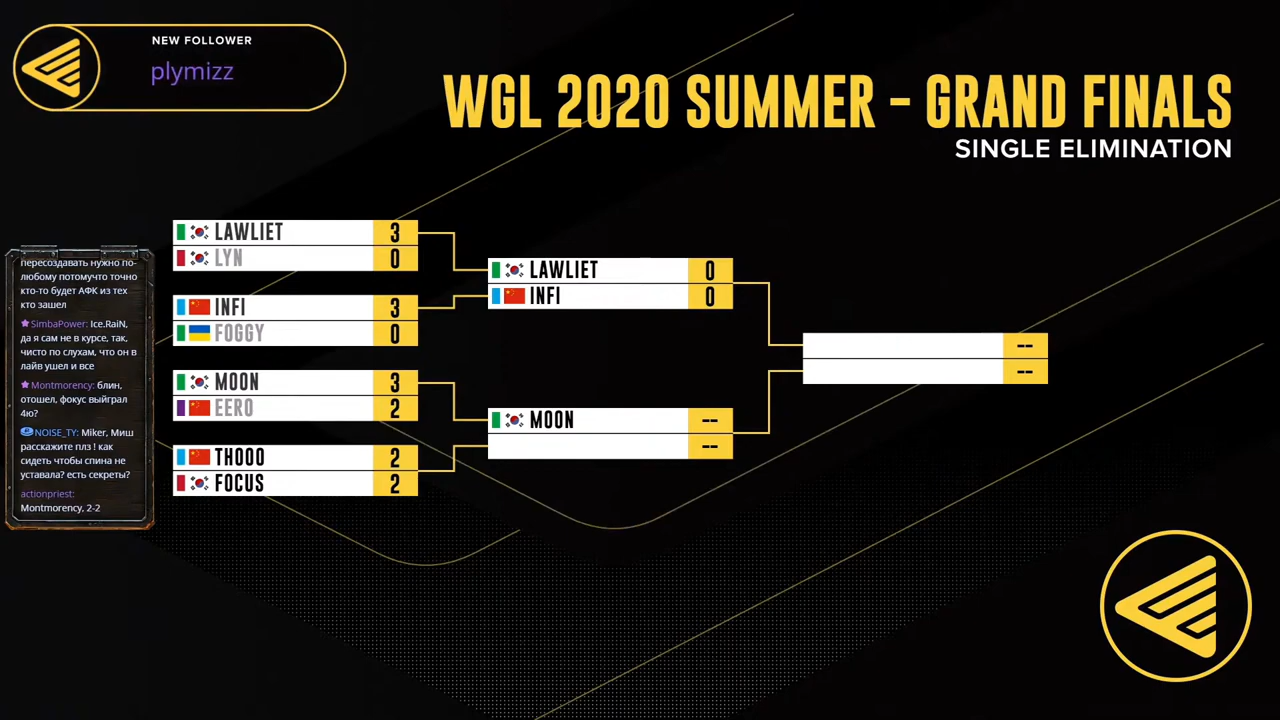 NEW FOLLOWER
plymizz
WGL 2020 SUMMER - GRAND FINALS
SINGLE ELIMINATION
LAWLIET 3
LYN 0
INFI 3
FOGGY 0
MOON 3
EERO 2
TH000 2
FOCUS 2
LAWLIET 0
INFI 0
MOON --
--
--
--
пересоздавать нужно по-
любому потомучто точно
кто-то будет АФК из тех
кто зашел
SimbaPower: Ice.RaiN,
да я сам не в курсе, так,
чисто по слухам, что он в
лайв ушел и все
Montmorency: блин,
отошел, фокус выйграл
4ю?
NOISE_TY: Miker, Миш
расскажите плз ! как
сидеть чтобы спина не
уставала? есть секреты?
actionpriest:
Montmorency, 2-2